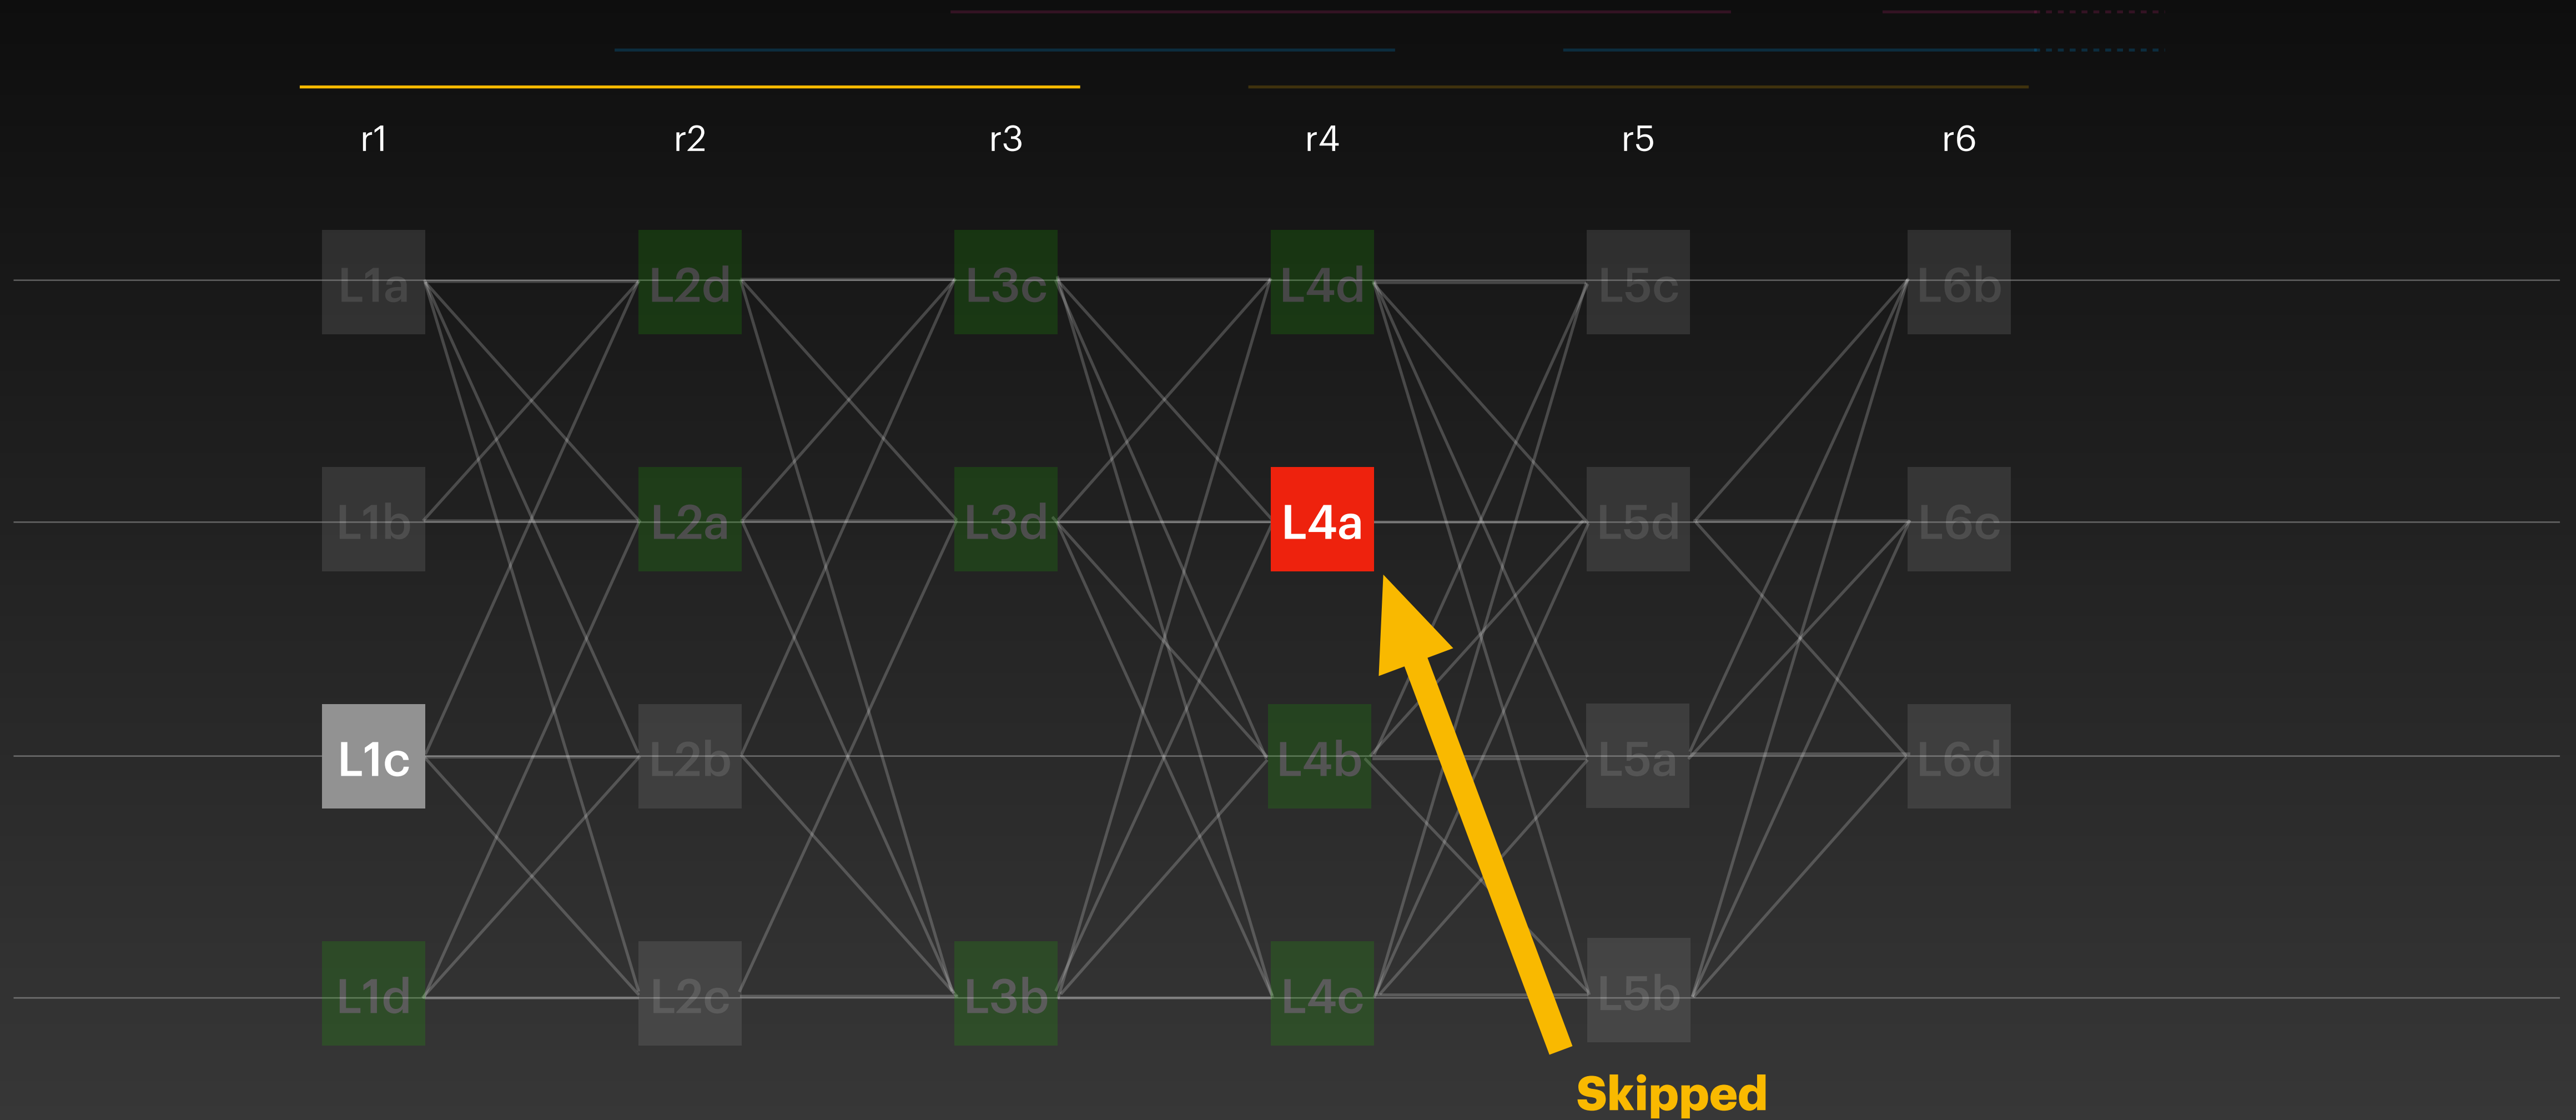 r1 r2 r3 r4 r5 r6
L1a L2d L3c L4d L5c L6b
L1b L2a L3d L4a L5d L6c
L1c L2b L4b L5a L6d
L1d L2c L3b L4c L5b
Skipped